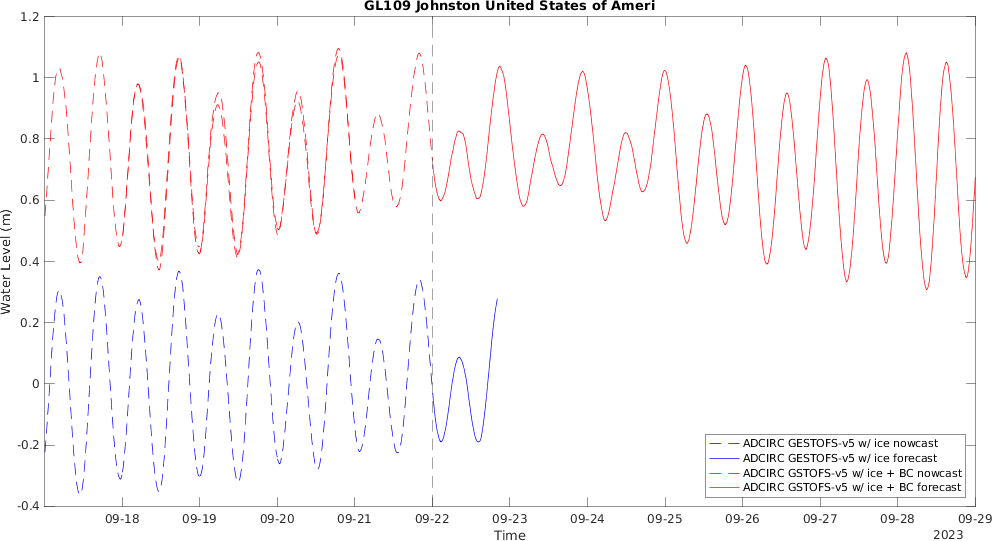 GL109 Johnston United States of Ameri
1.2
1
0.8
0.6
0.4
0.2
0
-0.2
-0.4
Water Level (m)
09-18 09-19 09-20 09-21 09-22 09-23 09-24 09-25 09-26 09-27 09-28 09-29
Time
2023
ADCIRC GESTOFS-v5 w/ ice nowcast
ADCIRC GESTOFS-v5 w/ ice forecast
ADCIRC GSTOFS-v5 w/ ice + BC nowcast
ADCIRC GSTOFS-v5 w/ ice + BC forecast